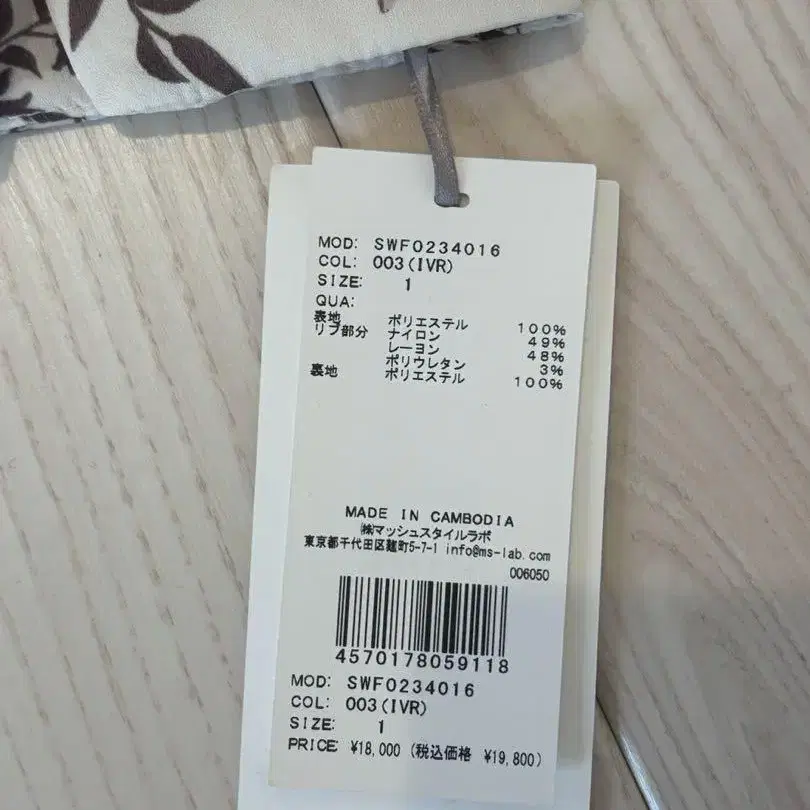 MOD: SWF0234016
COL: 003(IVR)
SIZE: 1
QUA:
表地 ポリエステル 100%
リブ部分 ナイロン 49%
レーヨン 48%
ポリウレタン 3%
裏地 ポリエステル 100%
MADE IN CAMBODIA
㈱マッシュスタイルラボ
東京都千代田区麹町5-7-1 info@ms-lab.com
006050
4570178059118
MOD: SWF0234016
COL: 003(IVR)
SIZE: 1
PRICE ¥18,000 (税込価格 ¥19,800)